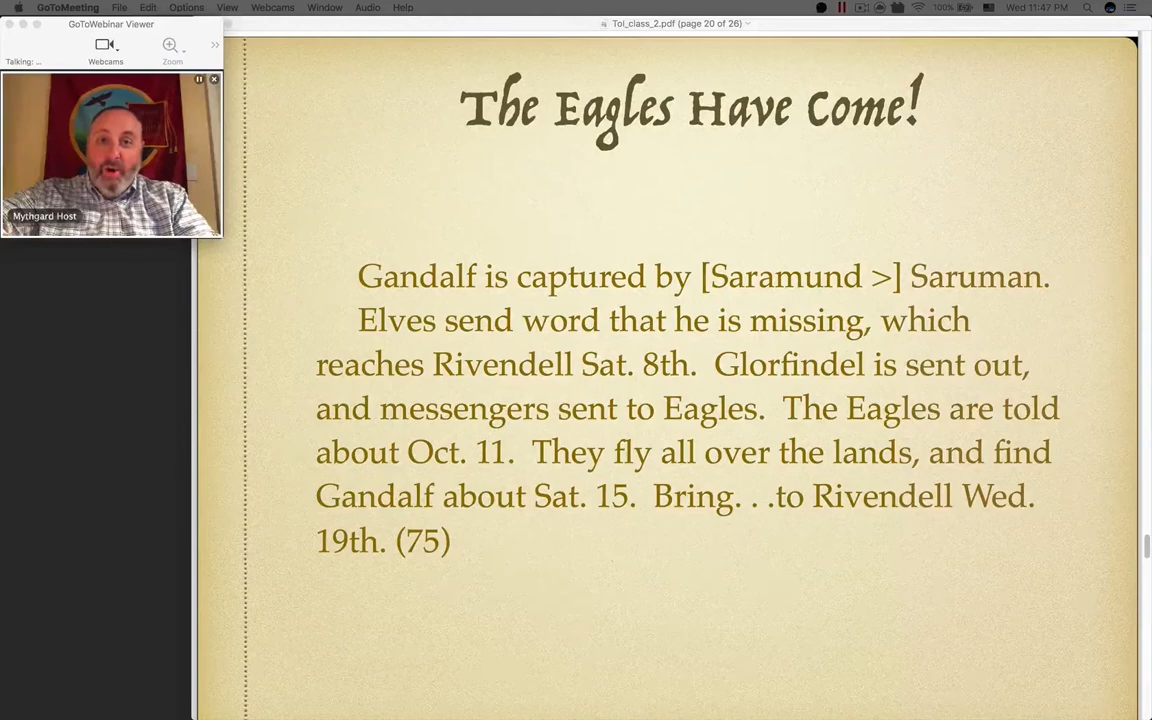 GoToMeeting File Edit Options View Webcams Window Audio Help 100% Wed 11:47 PM
GoToWebinar Viewer
ToI_class_2.pdf (page 20 of 26)
Talking: ... Webcams Zoom
The Eagles Have Come!
Mythgard Host
Gandalf is captured by [Saramund >] Saruman.
Elves send word that he is missing, which
reaches Rivendell Sat. 8th. Glorfindel is sent out,
and messengers sent to Eagles. The Eagles are told
about Oct. 11. They fly all over the lands, and find
Gandalf about Sat. 15. Bring. . .to Rivendell Wed.
19th. (75)